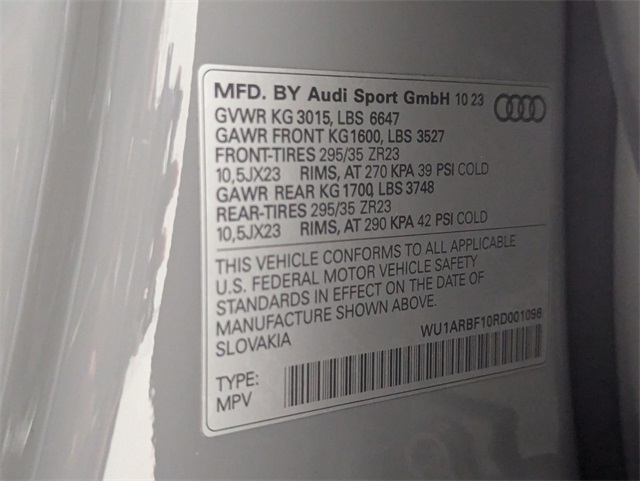 MFD. BY Audi Sport GmbH 10 23
GVWR KG 3015, LBS 6647
GAWR FRONT KG1600, LBS 3527
FRONT-TIRES 295/35 ZR23
10,5JX23 RIMS, AT 270 KPA 39 PSI COLD
GAWR REAR KG 1700, LBS 3748
REAR-TIRES 295/35 ZR23
10,5JX23 RIMS, AT 290 KPA 42 PSI COLD
THIS VEHICLE CONFORMS TO ALL APPLICABLE
U.S. FEDERAL MOTOR VEHICLE SAFETY
STANDARDS IN EFFECT ON THE DATE OF
MANUFACTURE SHOWN ABOVE.
SLOVAKIA
WU1ARBF10RD001096
TYPE:
MPV